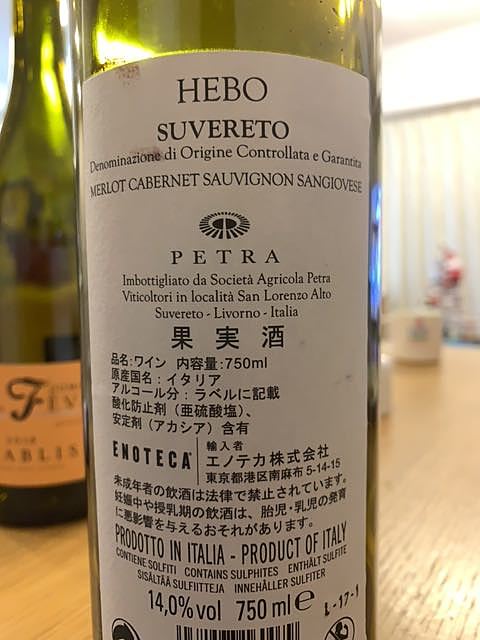 HEBO
SUVERETO
Denominazione di Origine Controllata e Garantita
MERLOT CABERNET SAUVIGNON SANGIOVESE
PETRA
Imbottigliato da Società Agricola Petra
Viticoltori in località San Lorenzo Alto
Suvereto - Livorno - Italia
果実酒
品名:ワイン 内容量:750ml
原産国名:イタリア
アルコール分:ラベルに記載
酸化防止剤(亜硫酸塩)、
安定剤(アカシア)含有
ENOTECA
輸入者
エノテカ株式会社
東京都港区南麻布 5-14-15
未成年者の飲酒は法律で禁止されています。
妊娠中や授乳期の飲酒は、胎児・乳児の発育
に悪影響を与えるおそれがあります。
PRODOTTO IN ITALIA - PRODUCT OF ITALY
CONTIENE SOLFITI CONTAINS SULPHITES ENTHÄLT SULFITE
SISÄLTÄÄ SULFIITTEJA INNEHÅLLER SULFITER
14,0% vol 750 ml e
L-17-1
FÈV
ABLIS